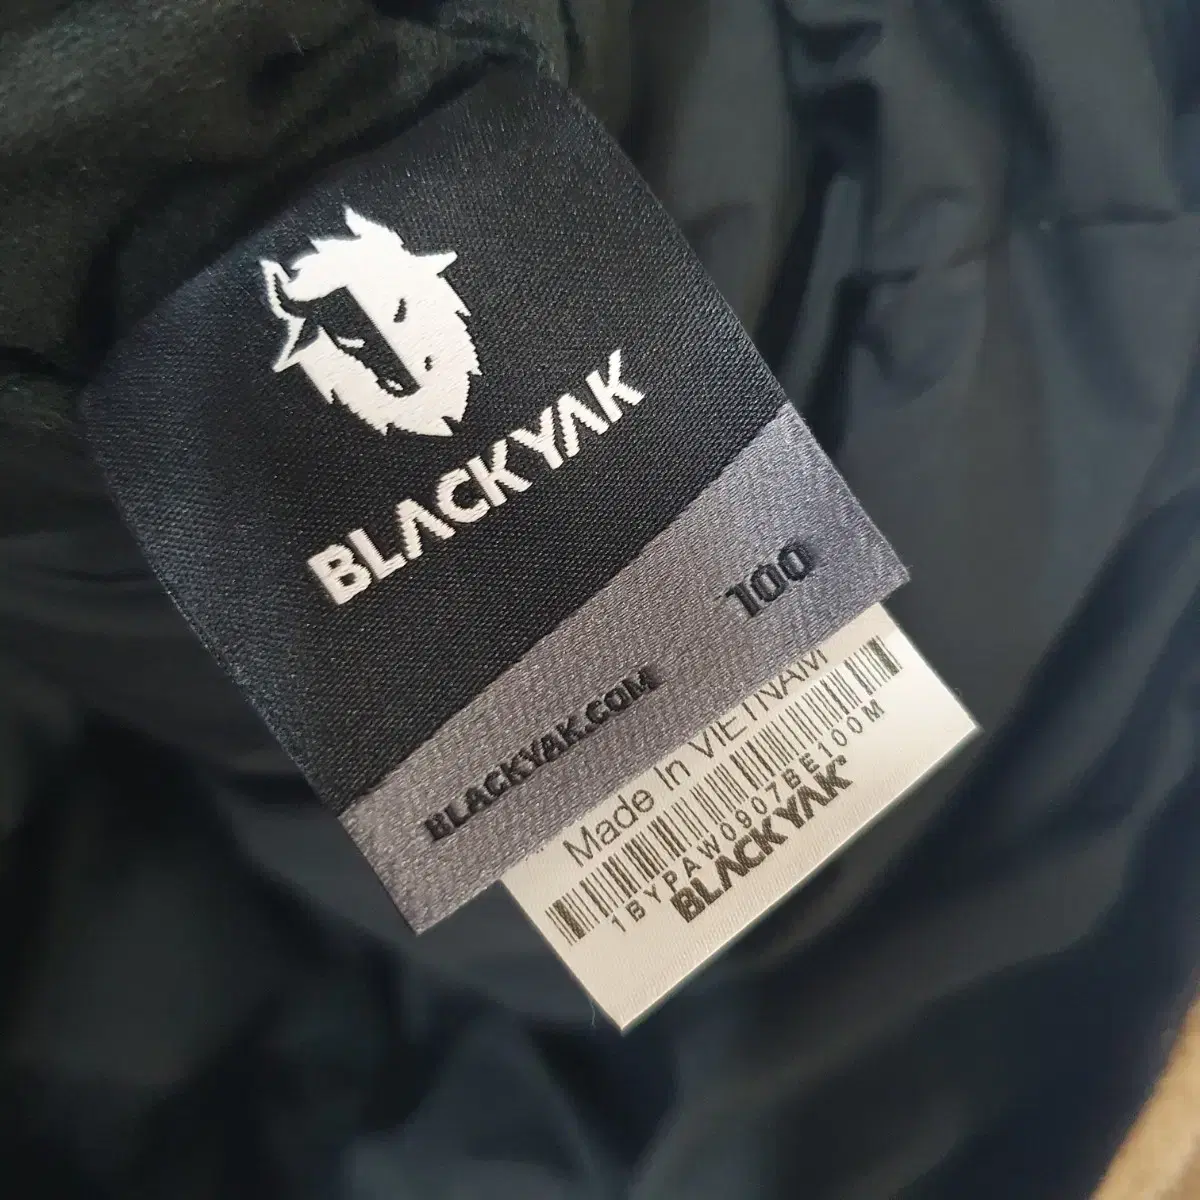 BLACKYAK
100
BLACKYAK.COM
Made In VIETNAM
1BYPAW0907BE100M
BLACKYAK®